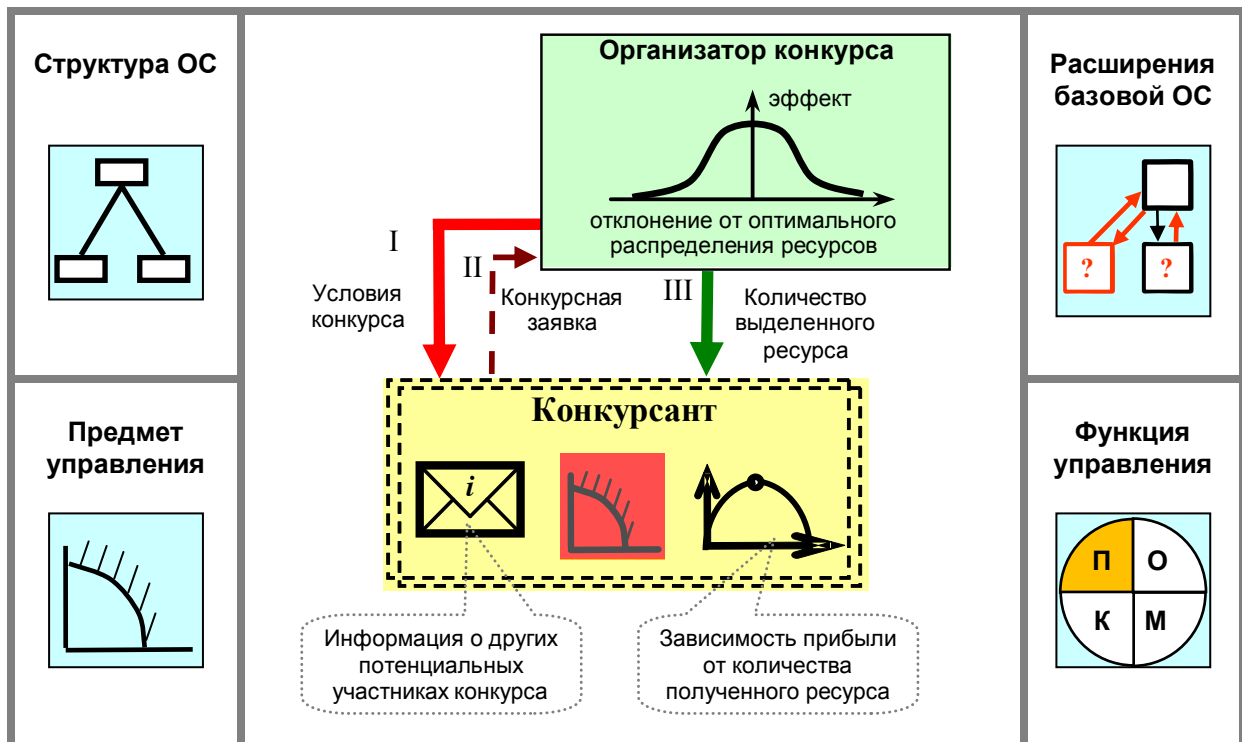 Структура ОС
Предмет
управления
Организатор конкурса
эффект
отклонение от оптимального
распределения ресурсов
I
II
III
Условия
конкурса
Конкурсная
заявка
Количество
выделенного
ресурса
Конкурсант
i
Информация о других
потенциальных
участниках конкурса
Зависимость прибыли
от количества
полученного ресурса
Расширения
базовой ОС
?
?
Функция
управления
П
О
К
М